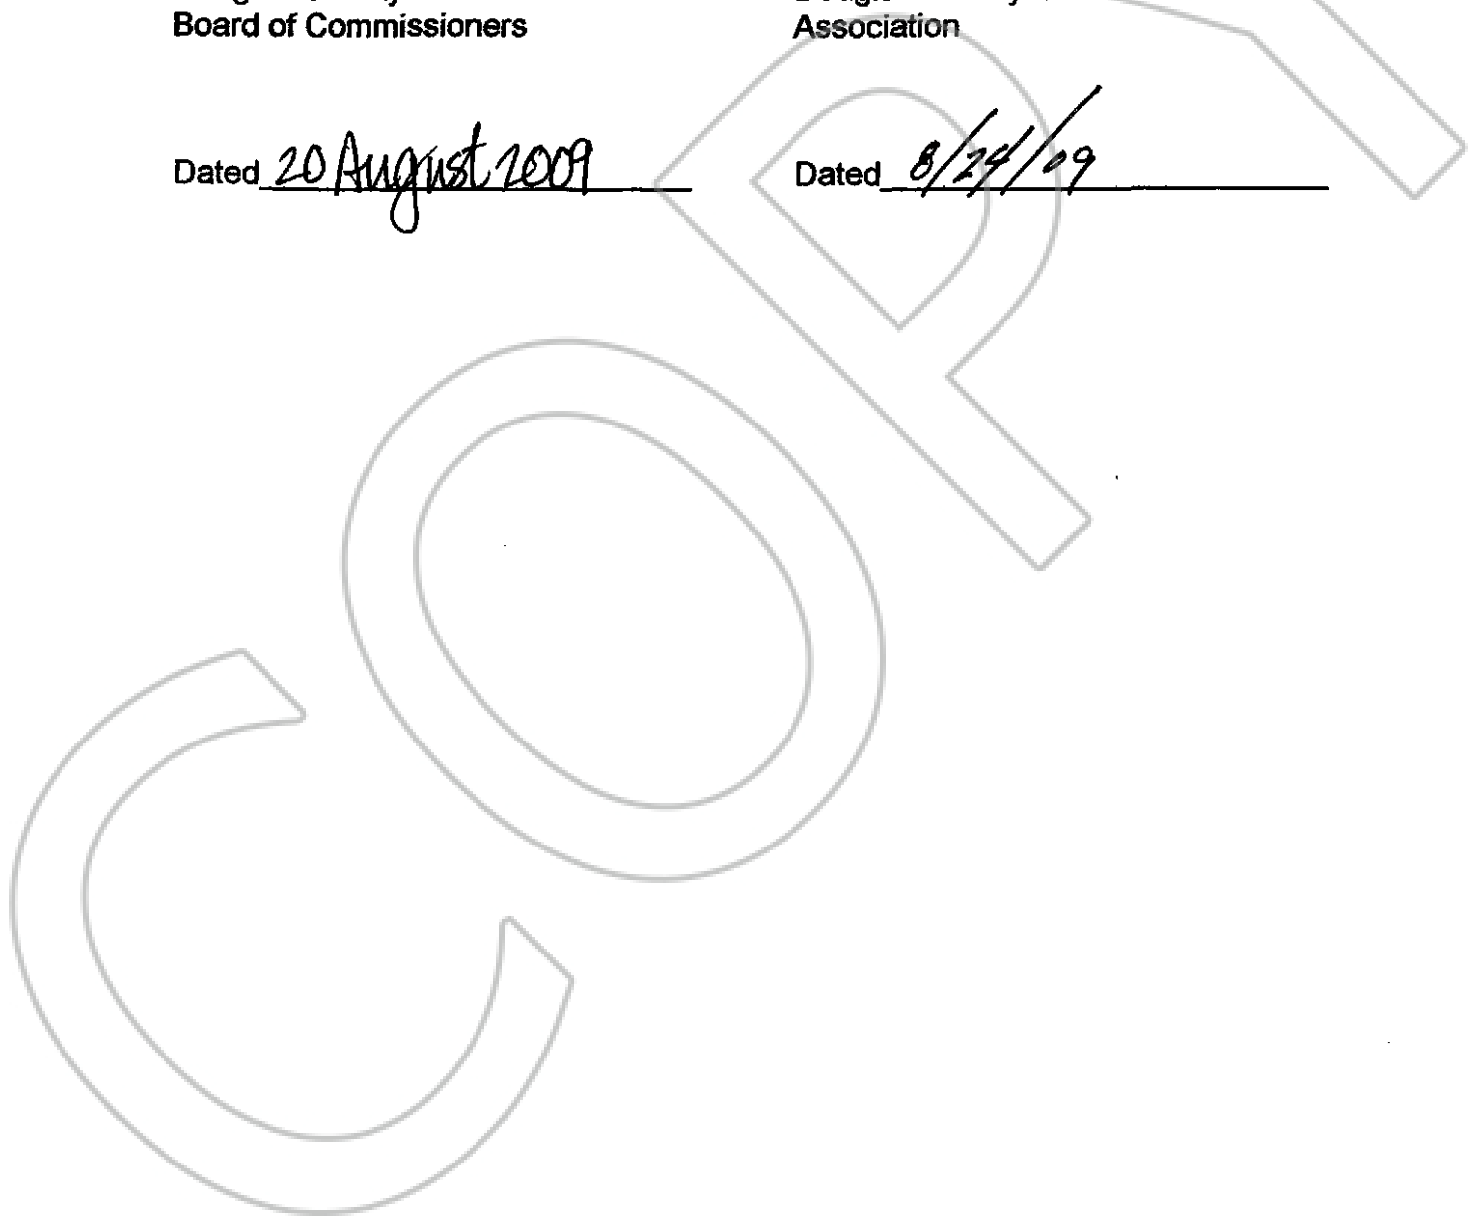 Board of Commissioners
Association
Dated 20 August 2009
Dated 8/24/09
COPY